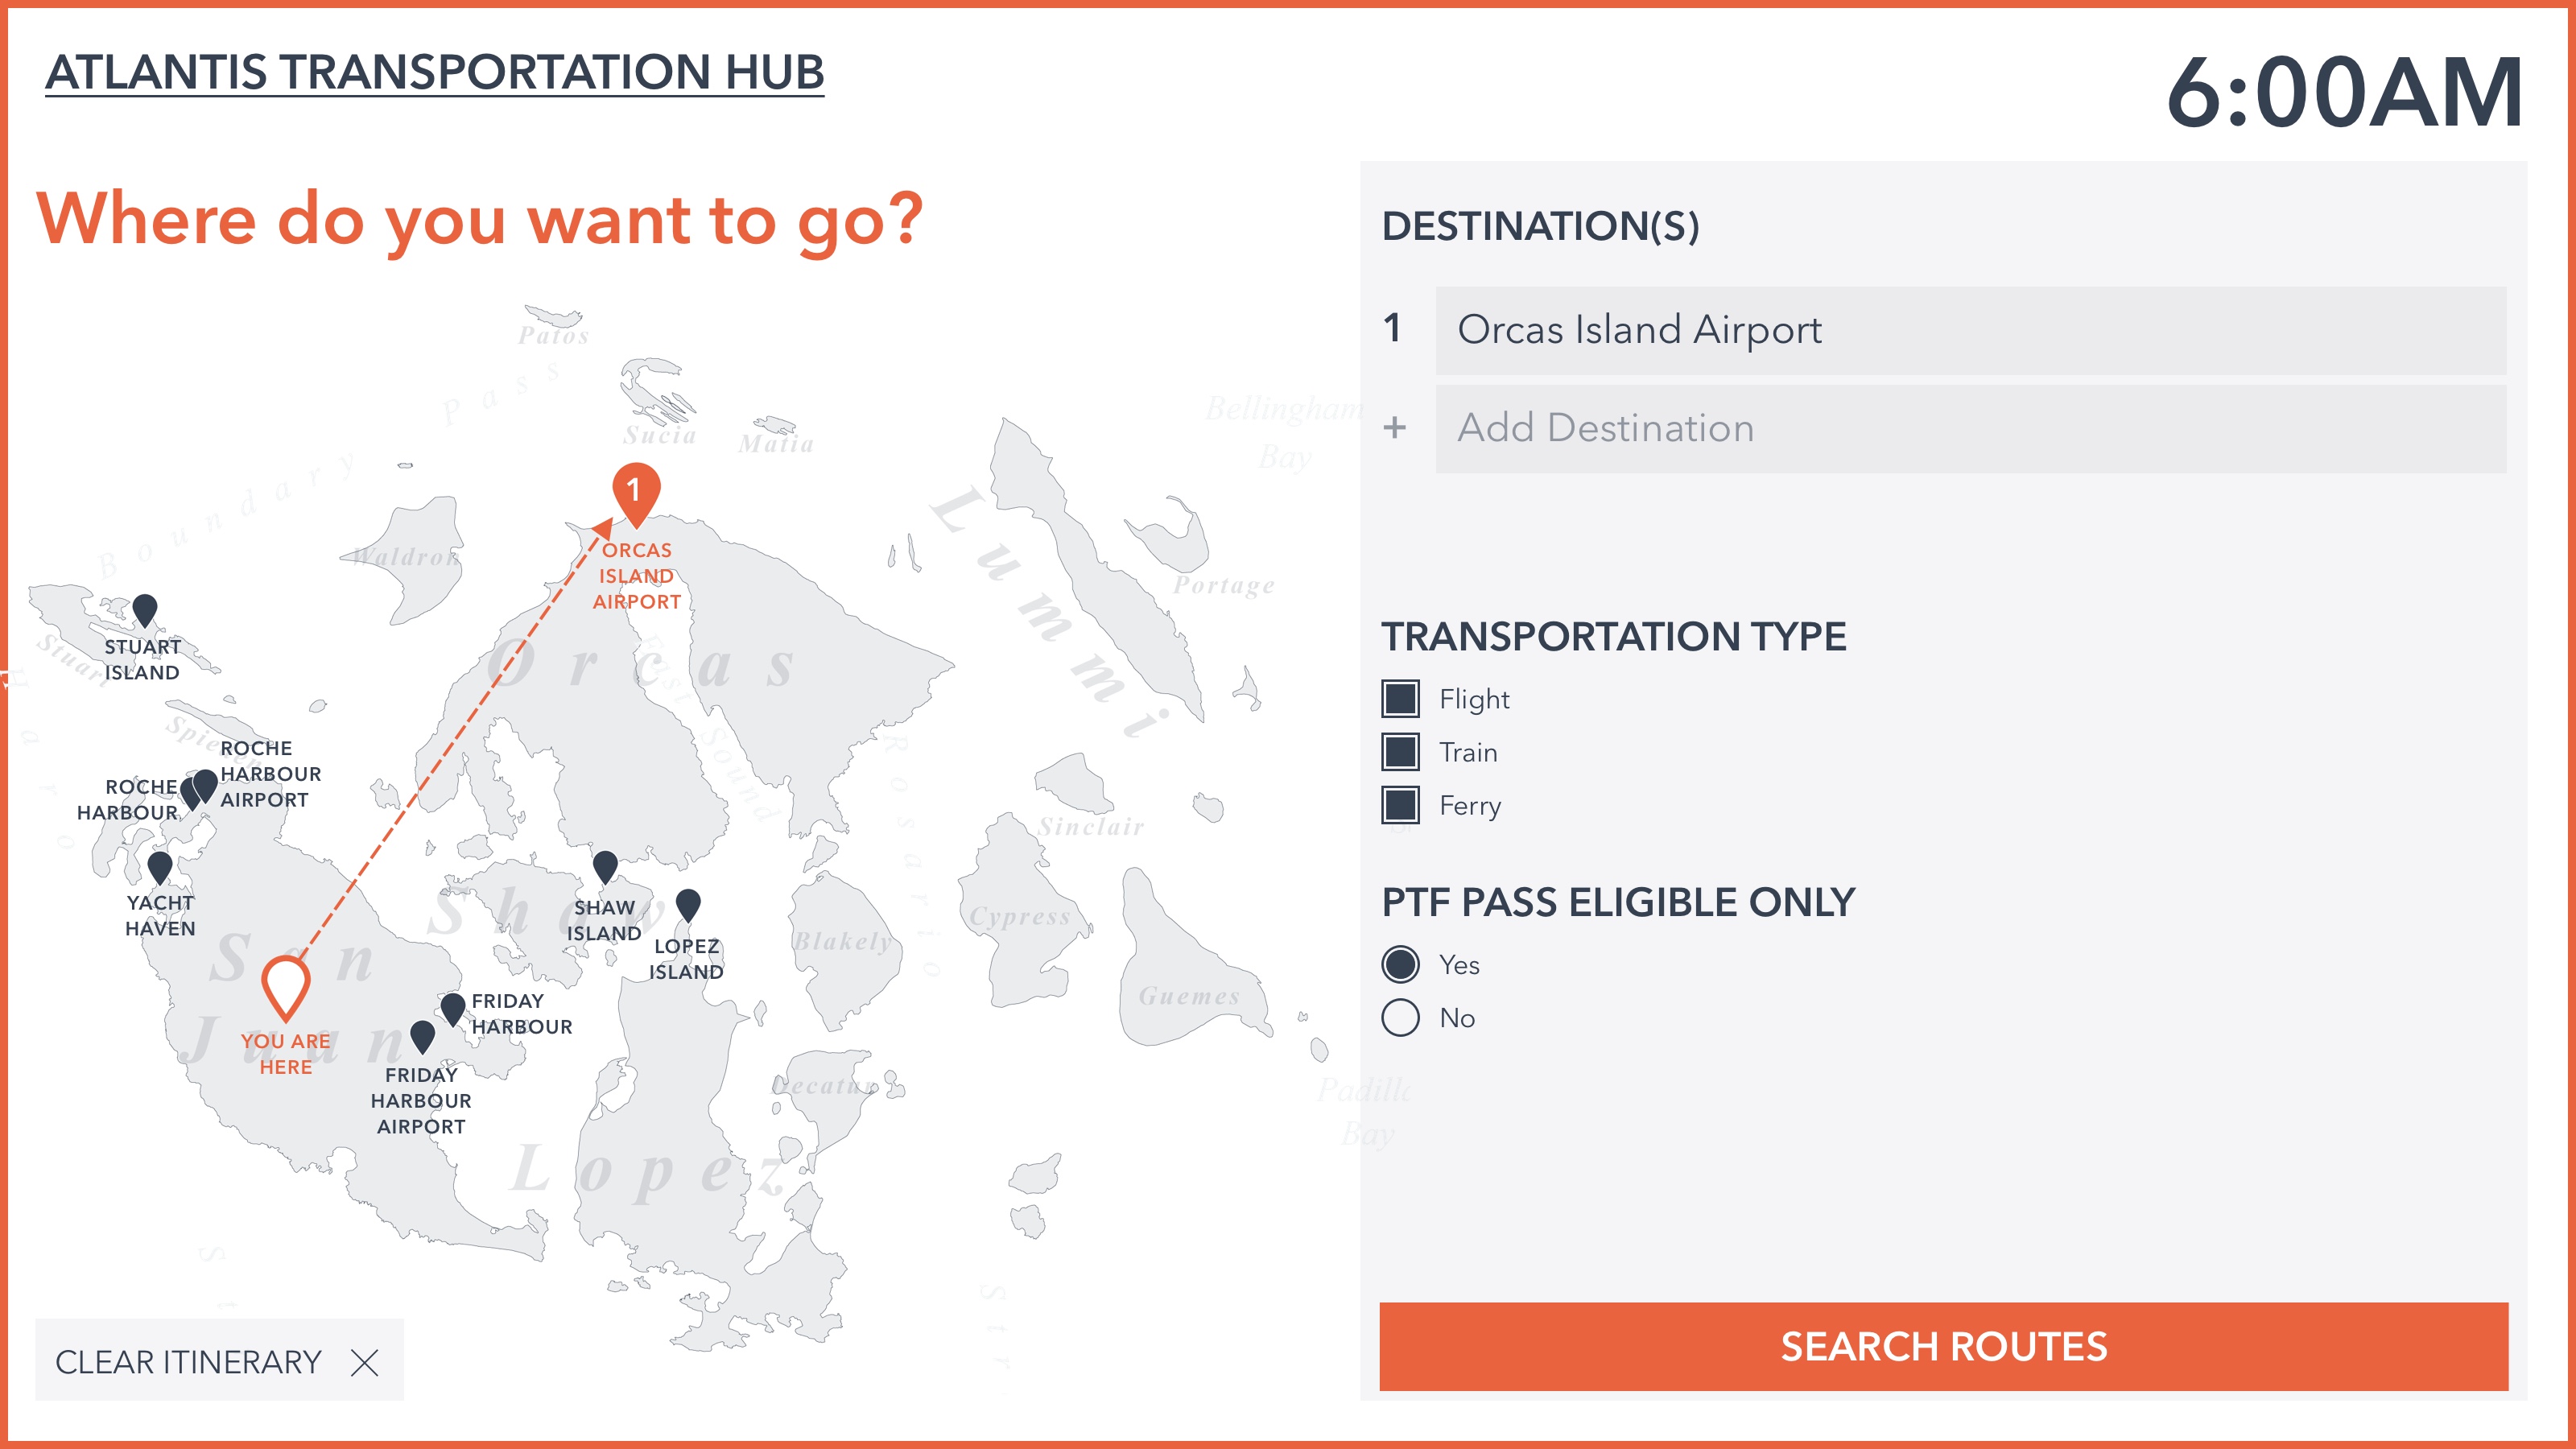 ATLANTIS TRANSPORTATION HUB
6:00AM
Where do you want to go?
Patos
Pass
Sucia
Matia
Bellingham
Bay
Boundary
1
Waldron
ORCAS
ISLAND
AIRPORT
Lummi
Portage
STUART
ISLAND
Stuart
Orcas
East
Sound
Spieden
ROCHE
HARBOUR
AIRPORT
ROCHE
HARBOUR
Haro
Rosario
Sinclair
YACHT
HAVEN
Shaw
SHAW
ISLAND
LOPEZ
ISLAND
Blakely
Cypress
San
Juan
YOU ARE
HERE
FRIDAY
HARBOUR
FRIDAY
HARBOUR
AIRPORT
Guemes
Decatur
Padilla
Bay
Lopez
S t
S t r
CLEAR ITINERARY
DESTINATION(S)
1 Orcas Island Airport
+ Add Destination
TRANSPORTATION TYPE
Flight
Train
Ferry
PTF PASS ELIGIBLE ONLY
Yes
No
SEARCH ROUTES